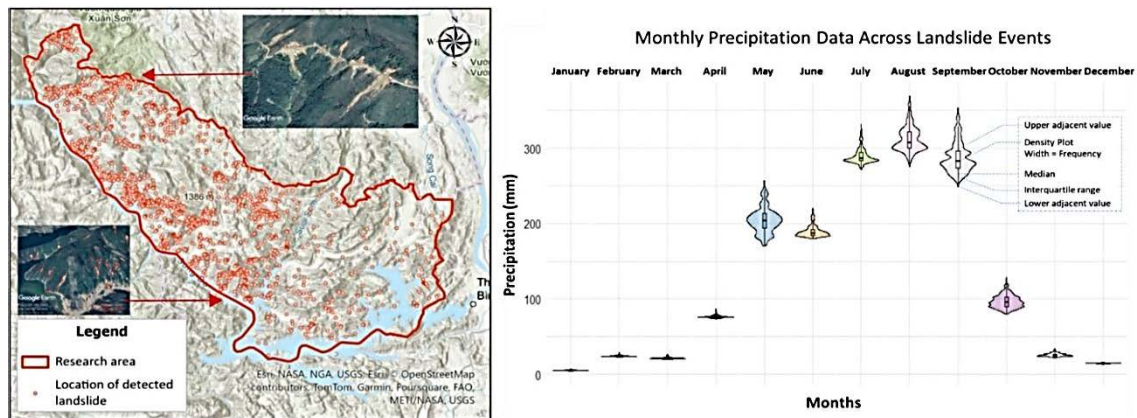 Xuân Sơn
W
E
S
Google Earth
1386 m
Google Earth
Legend
Research area
Location of detected
landslide
Esri, NASA, NGA, USGS, Esri, © OpenStreetMap
contributors, TomTom, Garmin, Foursquare, FAO,
METI/NASA, USGS
Monthly Precipitation Data Across Landslide Events
January February March April May June July August September October November December
Precipitation (mm)
300
200
100
0
Upper adjacent value
Density Plot
Width = Frequency
Median
Interquartile range
Lower adjacent value
Months